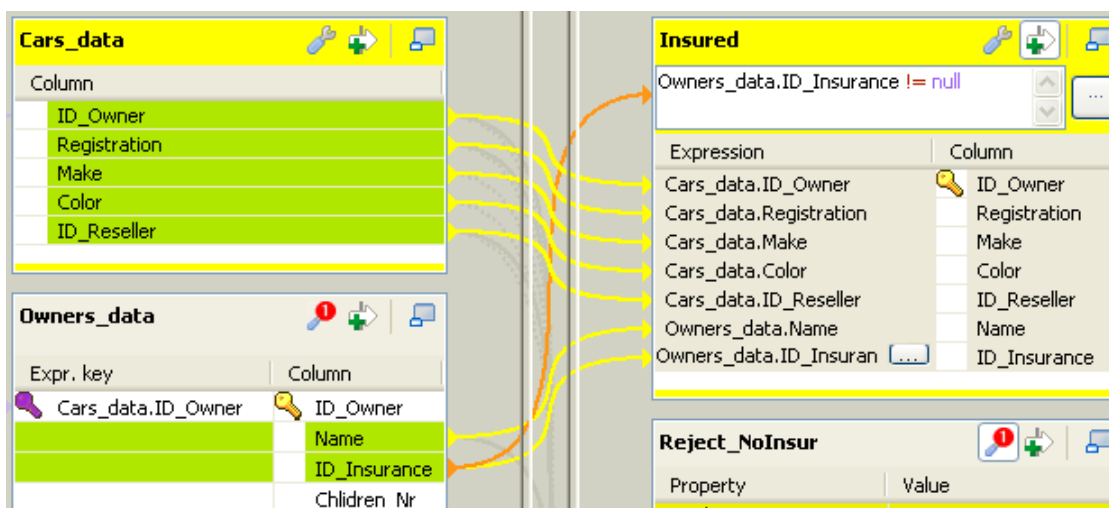 Cars_data
Column
ID_Owner
Registration
Make
Color
ID_Reseller
Owners_data
Expr. key Column
Cars_data.ID_Owner ID_Owner
Name
ID_Insurance
Chlidren_Nr
Insured
Owners_data.ID_Insurance != null
...
Expression Column
Cars_data.ID_Owner ID_Owner
Cars_data.Registration Registration
Cars_data.Make Make
Cars_data.Color Color
Cars_data.ID_Reseller ID_Reseller
Owners_data.Name Name
Owners_data.ID_Insuran ... ID_Insurance
Reject_NoInsur
Property Value